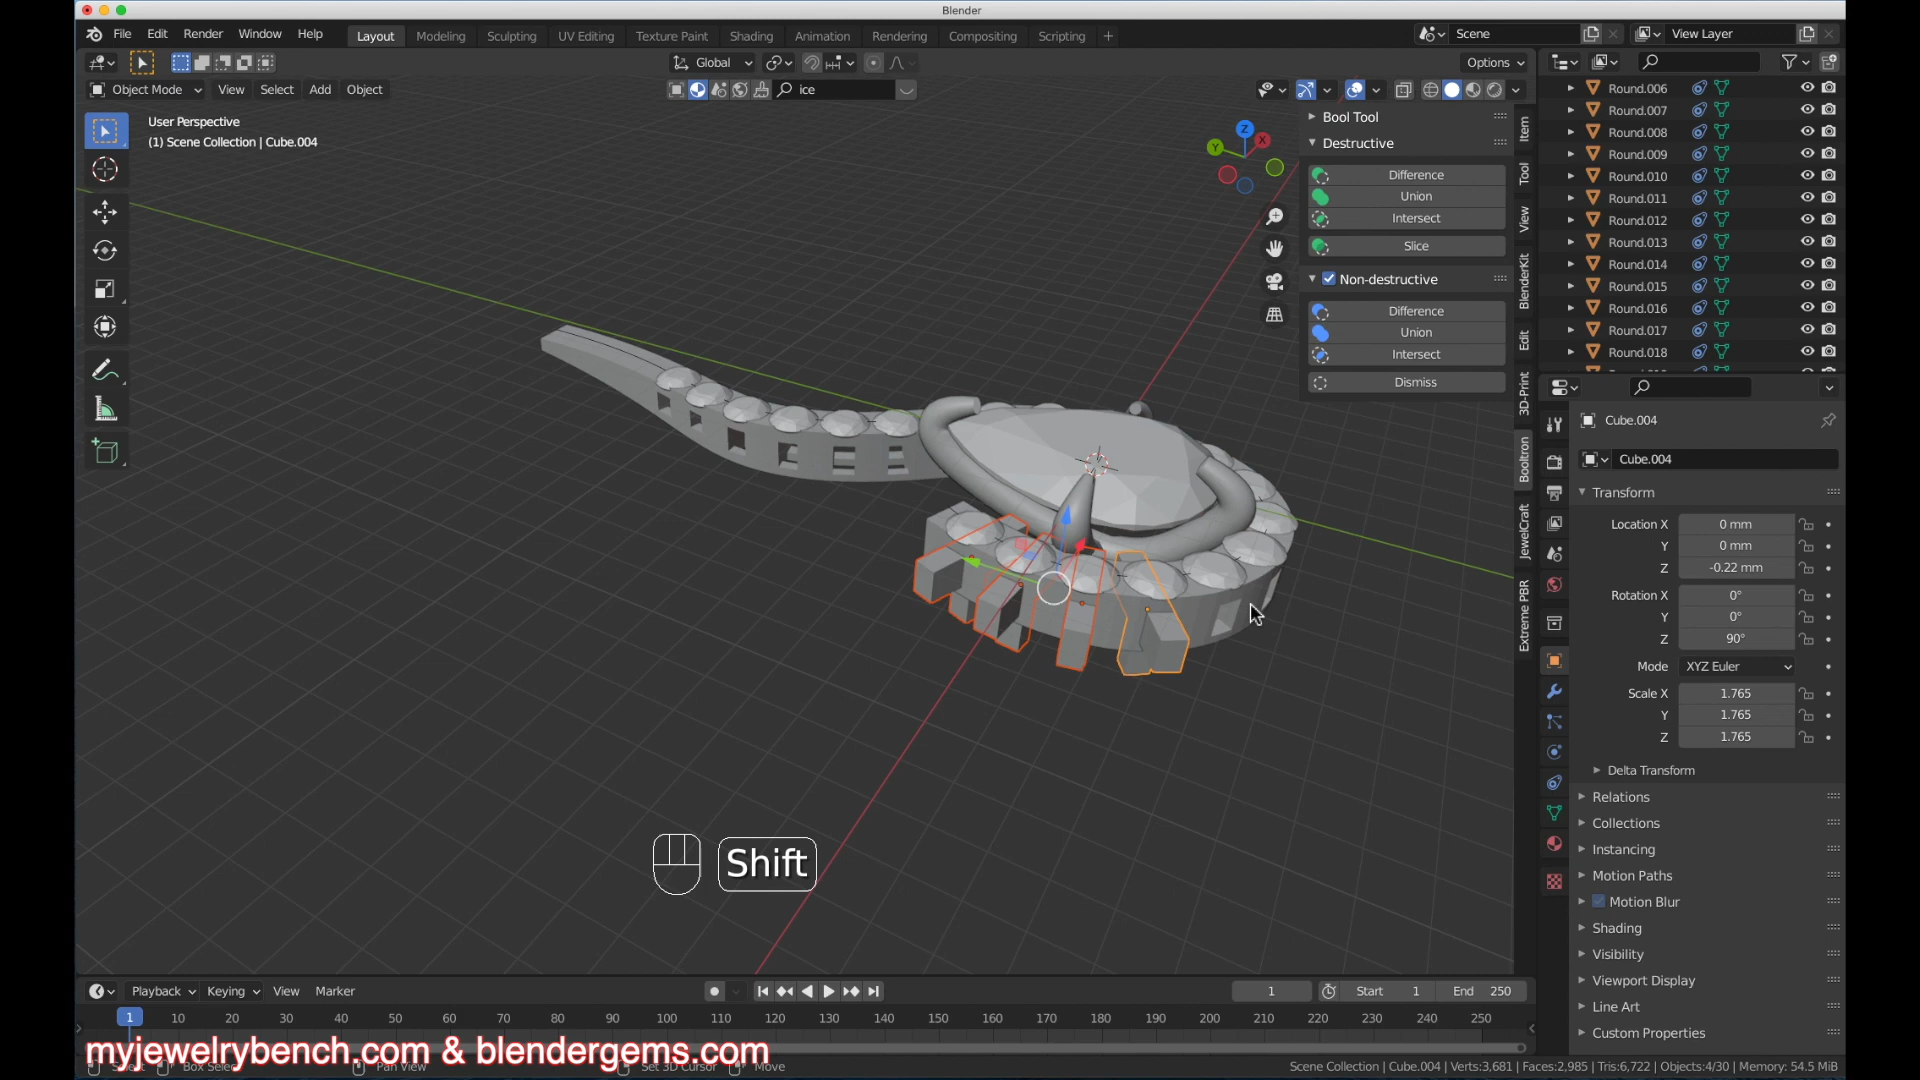 Blender
File Edit Render Window Help
Layout Modeling Sculpting UV Editing Texture Paint Shading Animation Rendering Compositing Scripting +
Scene View Layer
Global Options
Object Mode View Select Add Object ice
User Perspective
(1) Scene Collection | Cube.004
Z
X
Y
Bool Tool
Destructive
Difference
Union
Intersect
Slice
Non-destructive
Difference
Union
Intersect
Dismiss
Item
Tool
View
BlenderKit
Edit
3D-Print
Booltron
JewelCraft
Extreme PBR
Round.006
Round.007
Round.008
Round.009
Round.010
Round.011
Round.012
Round.013
Round.014
Round.015
Round.016
Round.017
Round.018
Cube.004
Cube.004
Transform
Location X 0 mm
Y 0 mm
Z -0.22 mm
Rotation X 0°
Y 0°
Z 90°
Mode XYZ Euler
Scale X 1.765
Y 1.765
Z 1.765
Delta Transform
Relations
Collections
Instancing
Motion Paths
Motion Blur
Shading
Visibility
Viewport Display
Line Art
Custom Properties
Shift
Playback Keying View Marker
1 Start 1 End 250
1 10 20 30 40 50 60 70 80 90 100 110 120 130 140 150 160 170 180 190 200 210 220 230 240 250
myjewelrybench.com & blendergems.com
Select Box Select Pan View Set 3D Cursor Move
Scene Collection | Cube.004 | Verts:3,681 | Faces:2,985 | Tris:6,722 | Objects:4/30 | Memory: 54.5 MiB